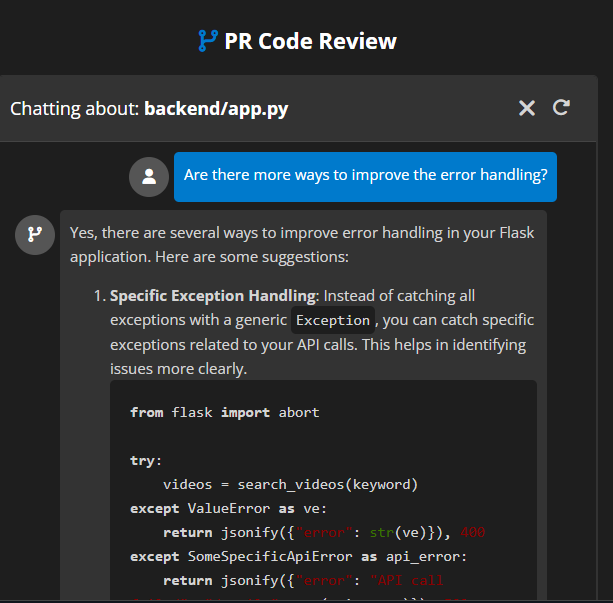 PR Code Review
Chatting about: backend/app.py
Are there more ways to improve the error handling?
Yes, there are several ways to improve error handling in your Flask
application. Here are some suggestions:
1. Specific Exception Handling: Instead of catching all
exceptions with a generic Exception, you can catch specific
exceptions related to your API calls. This helps in identifying
issues more clearly.
from flask import abort
try:
videos = search_videos(keyword)
except ValueError as ve:
return jsonify({"error": str(ve)}), 400
except SomeSpecificApiError as api_error:
return jsonify({"error": "API call